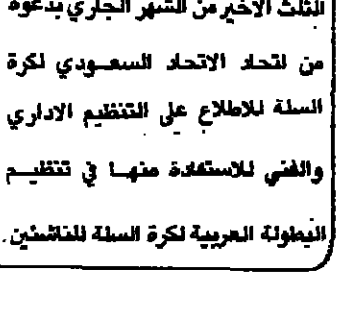 الثلث الأخير من الشهر الجاري بدعوة
من اتحاد الاتحاد السعودي لكرة
السلة للاطلاع على التنظيم الاداري
والفني للاستفادة منها في تنظيم
البطولة العربية لكرة السلة للناشئين.